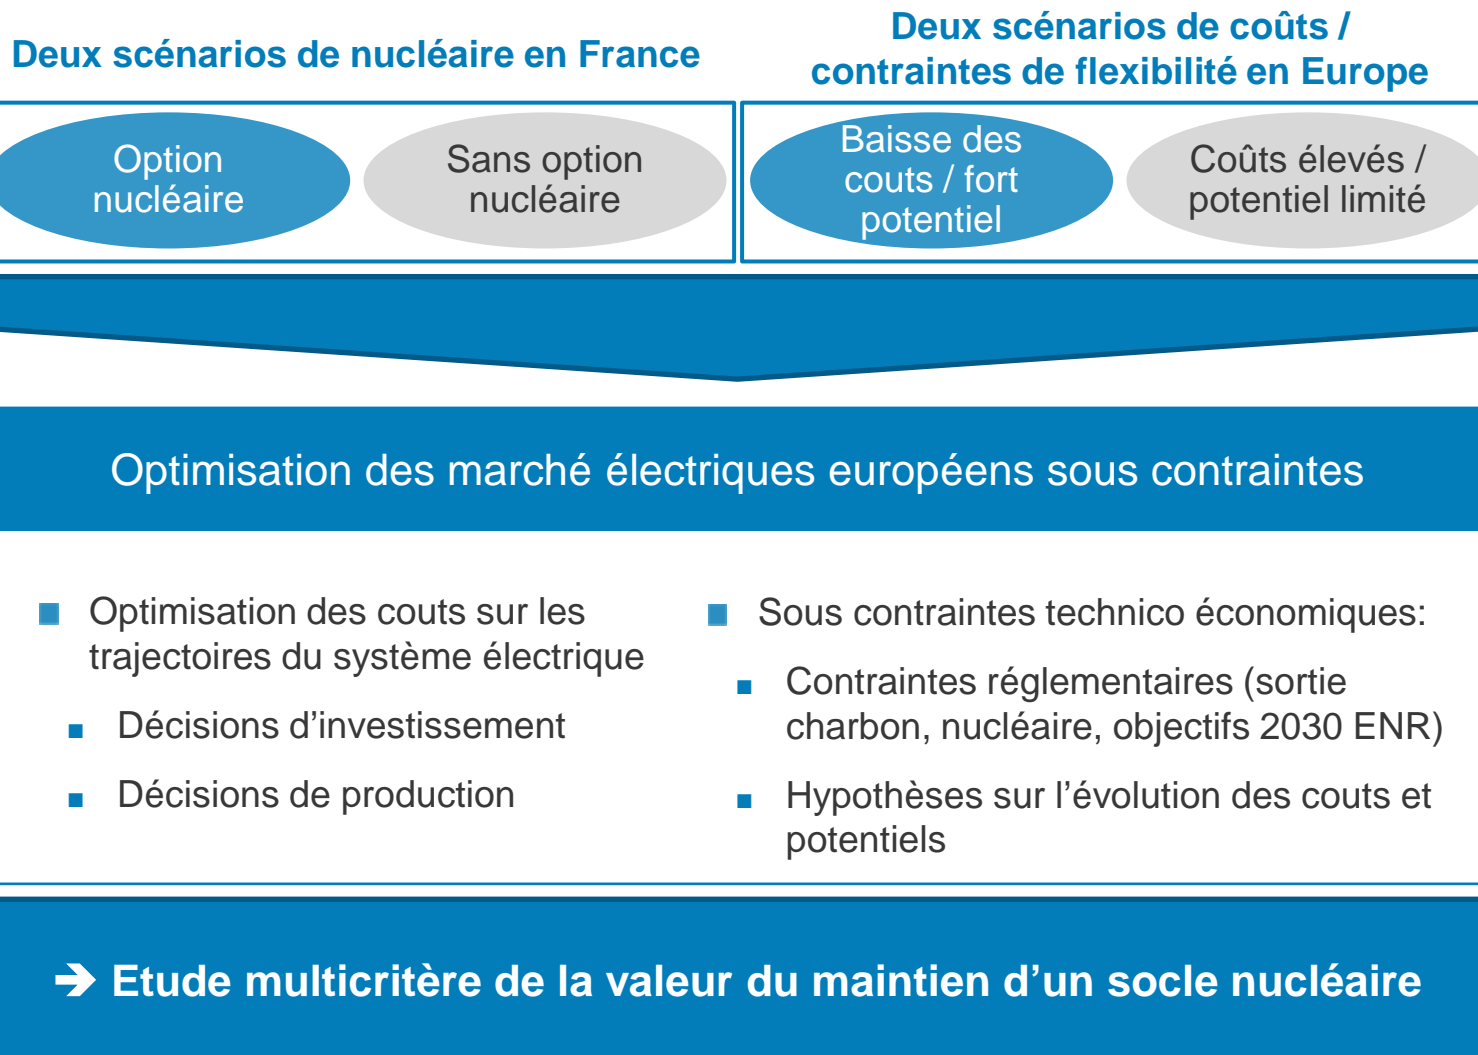 Deux scénarios de nucléaire en France
Deux scénarios de coûts /
contraintes de flexibilité en Europe
Option
nucléaire
Sans option
nucléaire
Baisse des
couts / fort
potentiel
Coûts élevés /
potentiel limité
Optimisation des marché électriques européens sous contraintes
Optimisation des couts sur les
trajectoires du système électrique
Décisions d’investissement
Décisions de production
Sous contraintes technico économiques:
Contraintes réglementaires (sortie
charbon, nucléaire, objectifs 2030 ENR)
Hypothèses sur l’évolution des couts et
potentiels
➔ Etude multicritère de la valeur du maintien d’un socle nucléaire